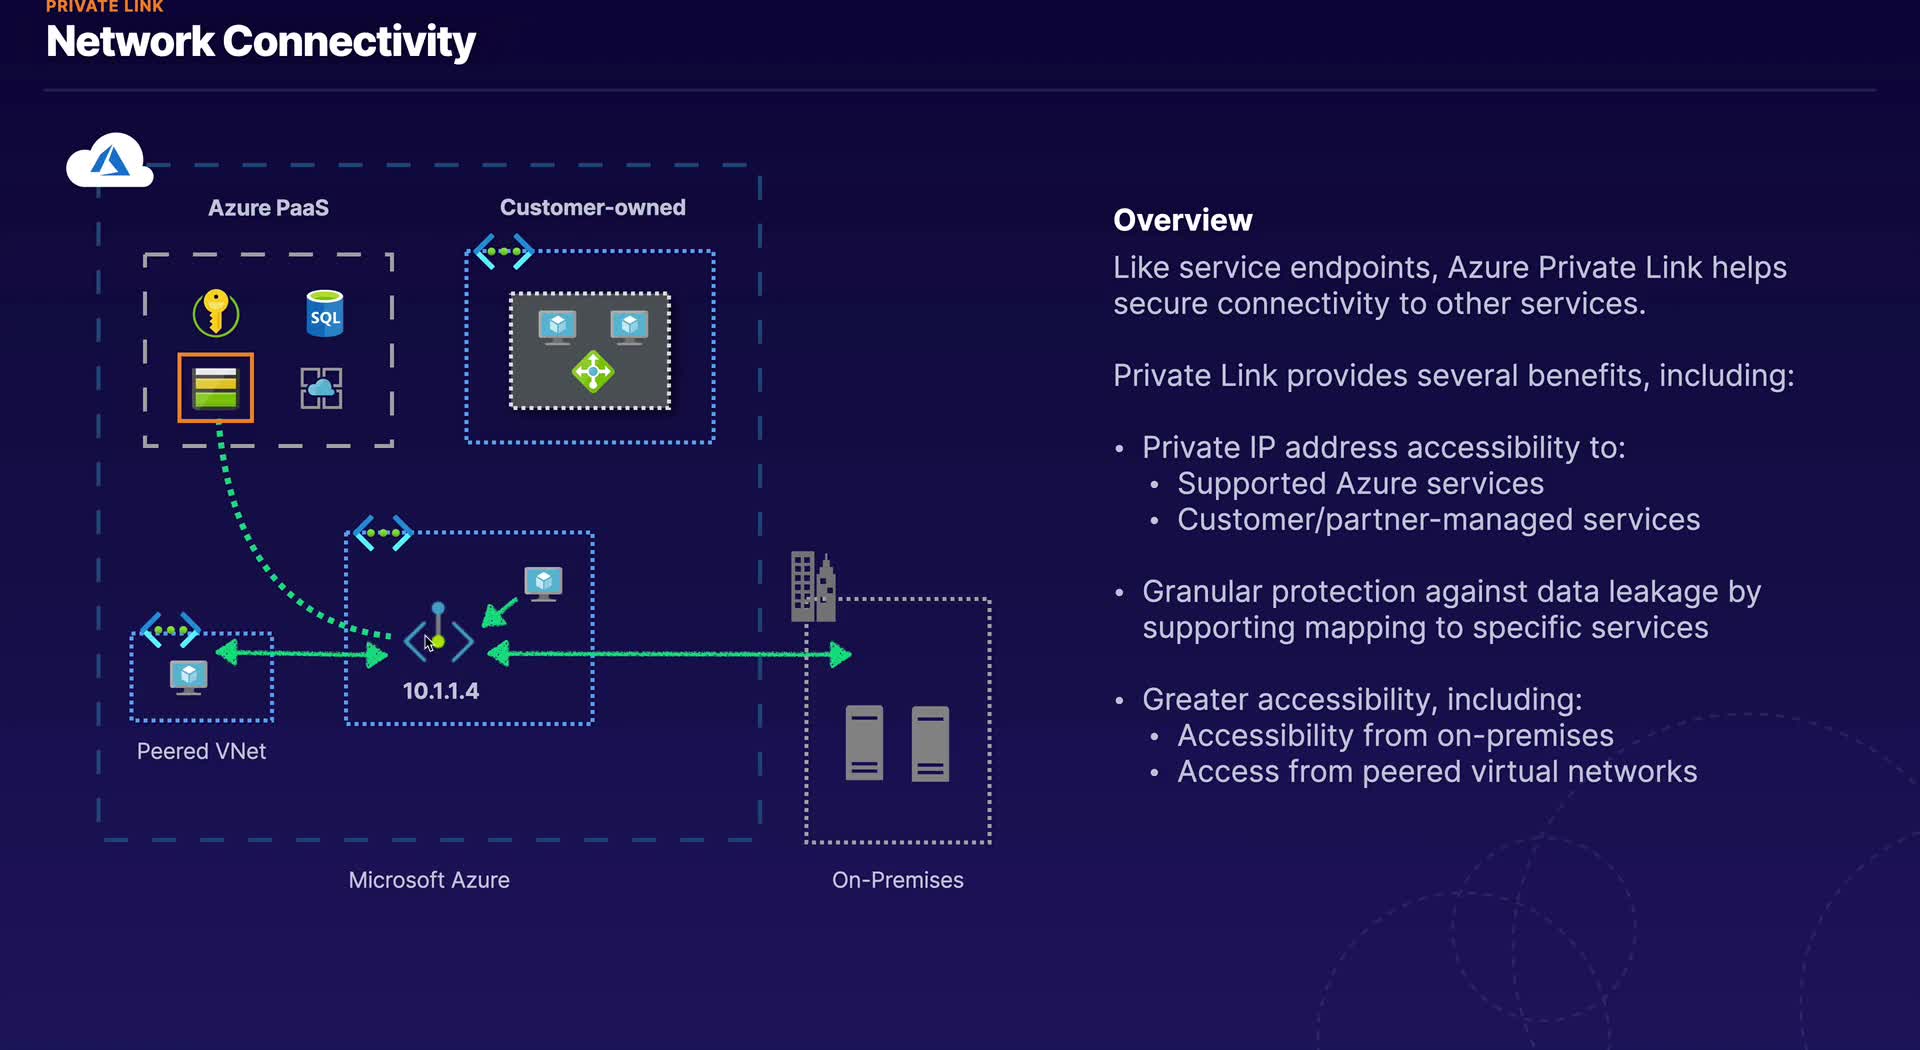 PRIVATE LINK
Network Connectivity
Azure PaaS
Customer-owned
SQL
10.1.1.4
Peered VNet
Microsoft Azure
On-Premises
Overview
Like service endpoints, Azure Private Link helps
secure connectivity to other services.
Private Link provides several benefits, including:
• Private IP address accessibility to:
• Supported Azure services
• Customer/partner-managed services
• Granular protection against data leakage by
supporting mapping to specific services
• Greater accessibility, including:
• Accessibility from on-premises
• Access from peered virtual networks